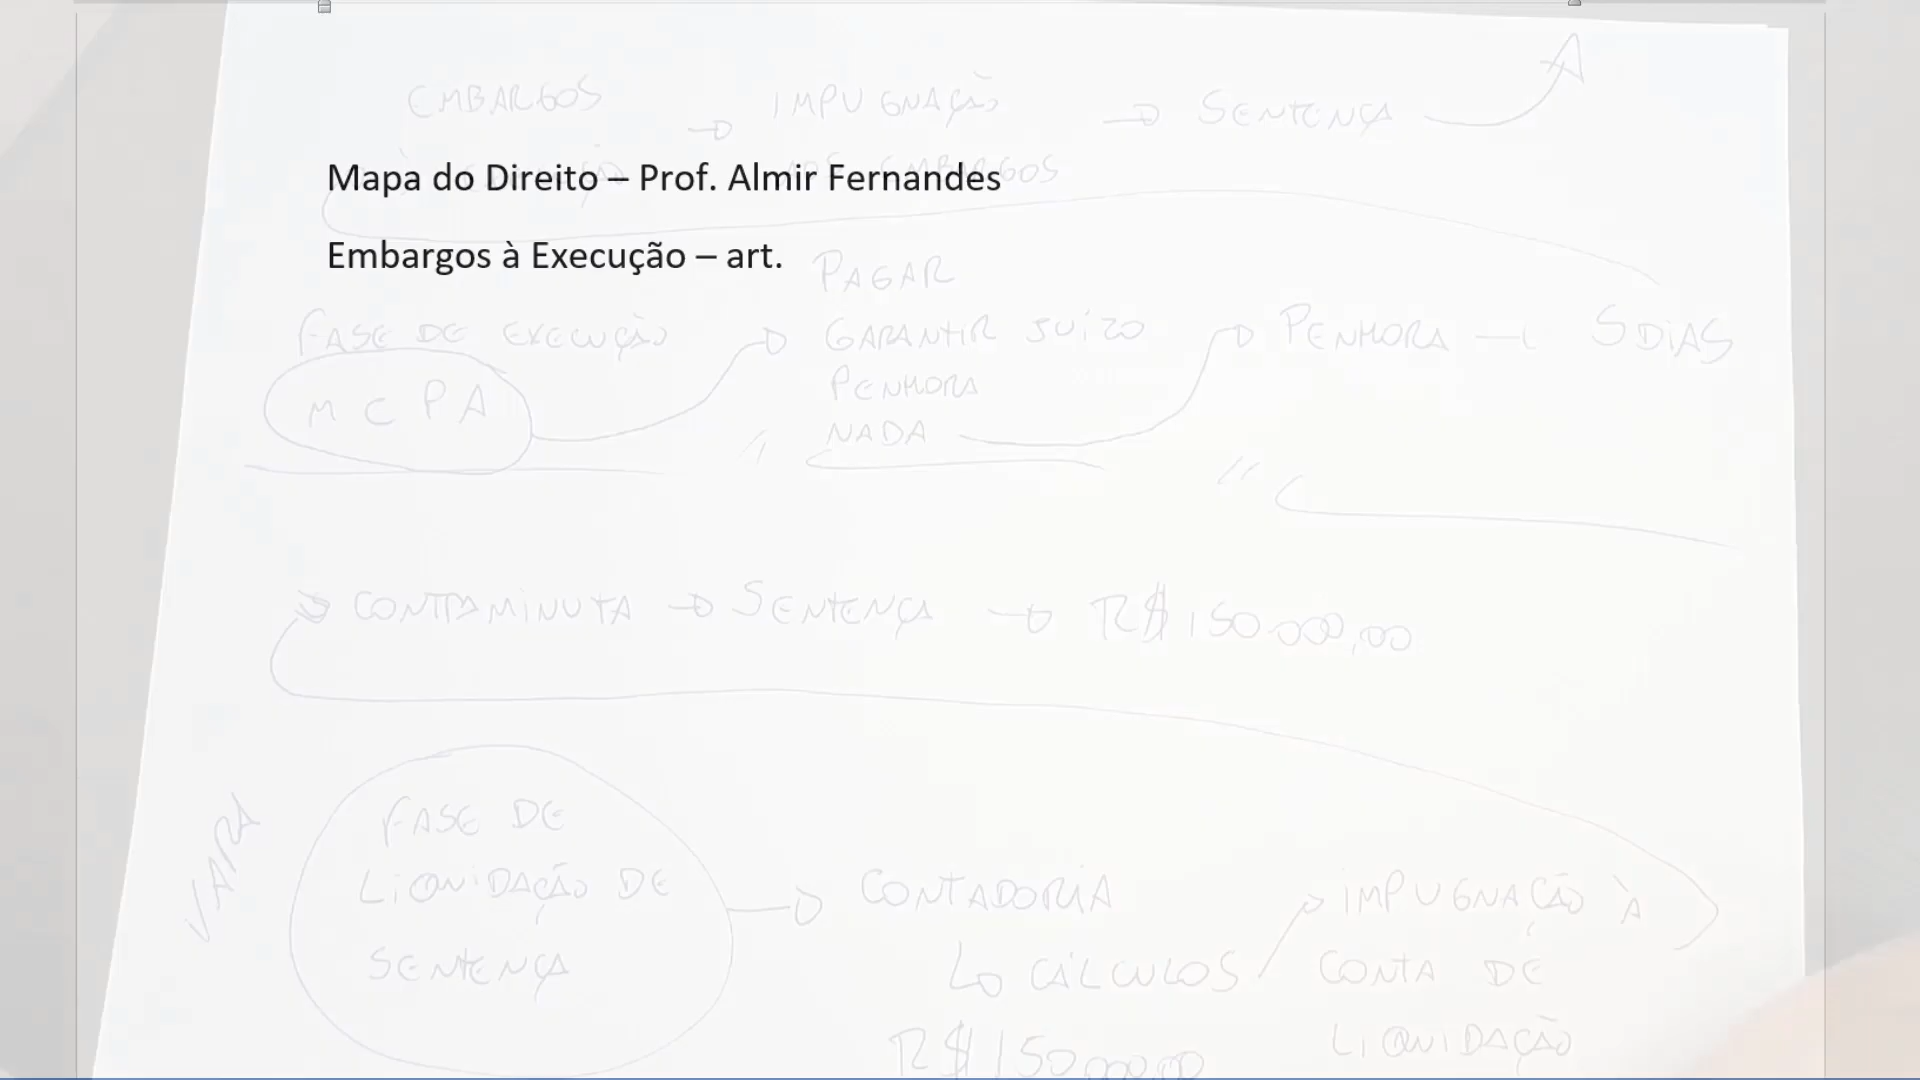 EMBARGOS → IMPUGNAÇÃO → SENTENÇA A
EMBARGOS
Mapa do Direito – Prof. Almir Fernandes
Embargos à Execução – art.
PAGAR
FASE DE EXECUÇÃO → GARANTIR JUÍZO → PENHORA — 5 DIAS
PENHORA
M C P A
NADA
→ CONTRAMINUTA → SENTENÇA → R$ 150.000,00
VARA
FASE DE
LIQUIDAÇÃO DE
SENTENÇA
→ CONTADORIA
↳ CÁLCULOS
R$ 150.000,00
→ IMPUGNAÇÃO À
CONTA DE
LIQUIDAÇÃO